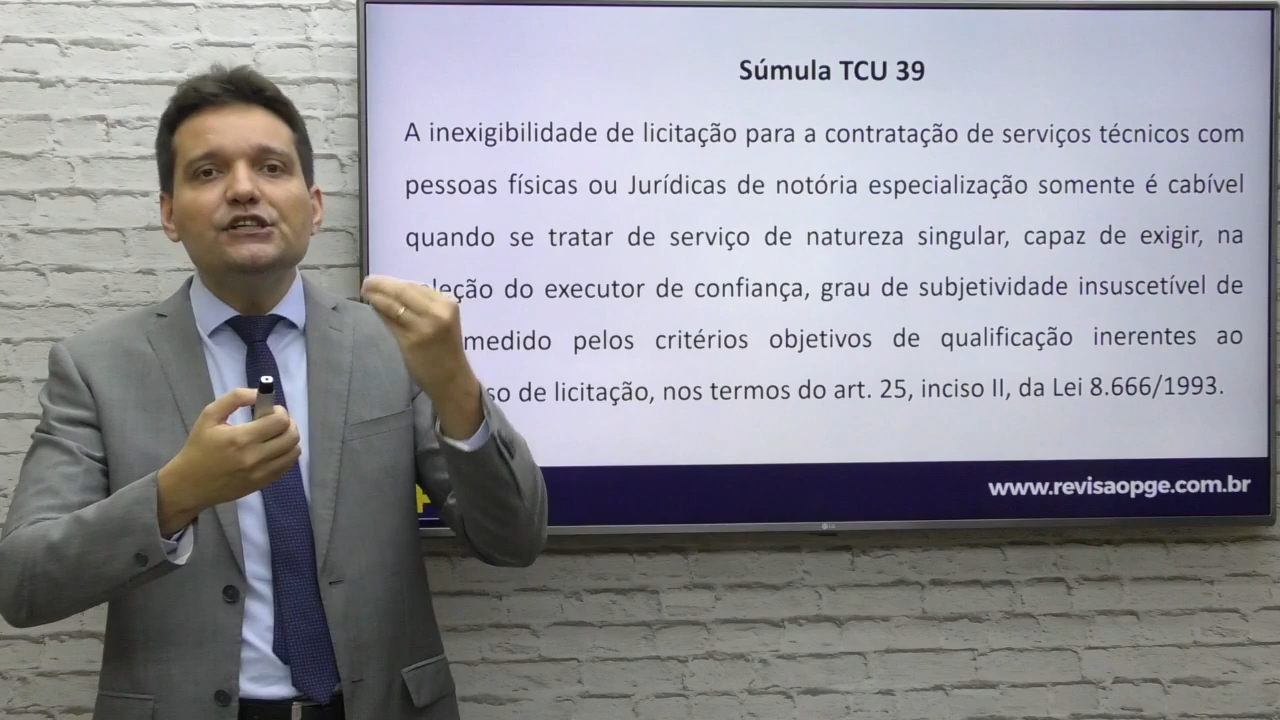 Súmula TCU 39
A inexigibilidade de licitação para a contratação de serviços técnicos com
pessoas físicas ou Jurídicas de notória especialização somente é cabível
quando se tratar de serviço de natureza singular, capaz de exigir, na
leção do executor de confiança, grau de subjetividade insuscetível de
medido pelos critérios objetivos de qualificação inerentes ao
so de licitação, nos termos do art. 25, inciso II, da Lei 8.666/1993.
www.revisaopge.com.br
LG